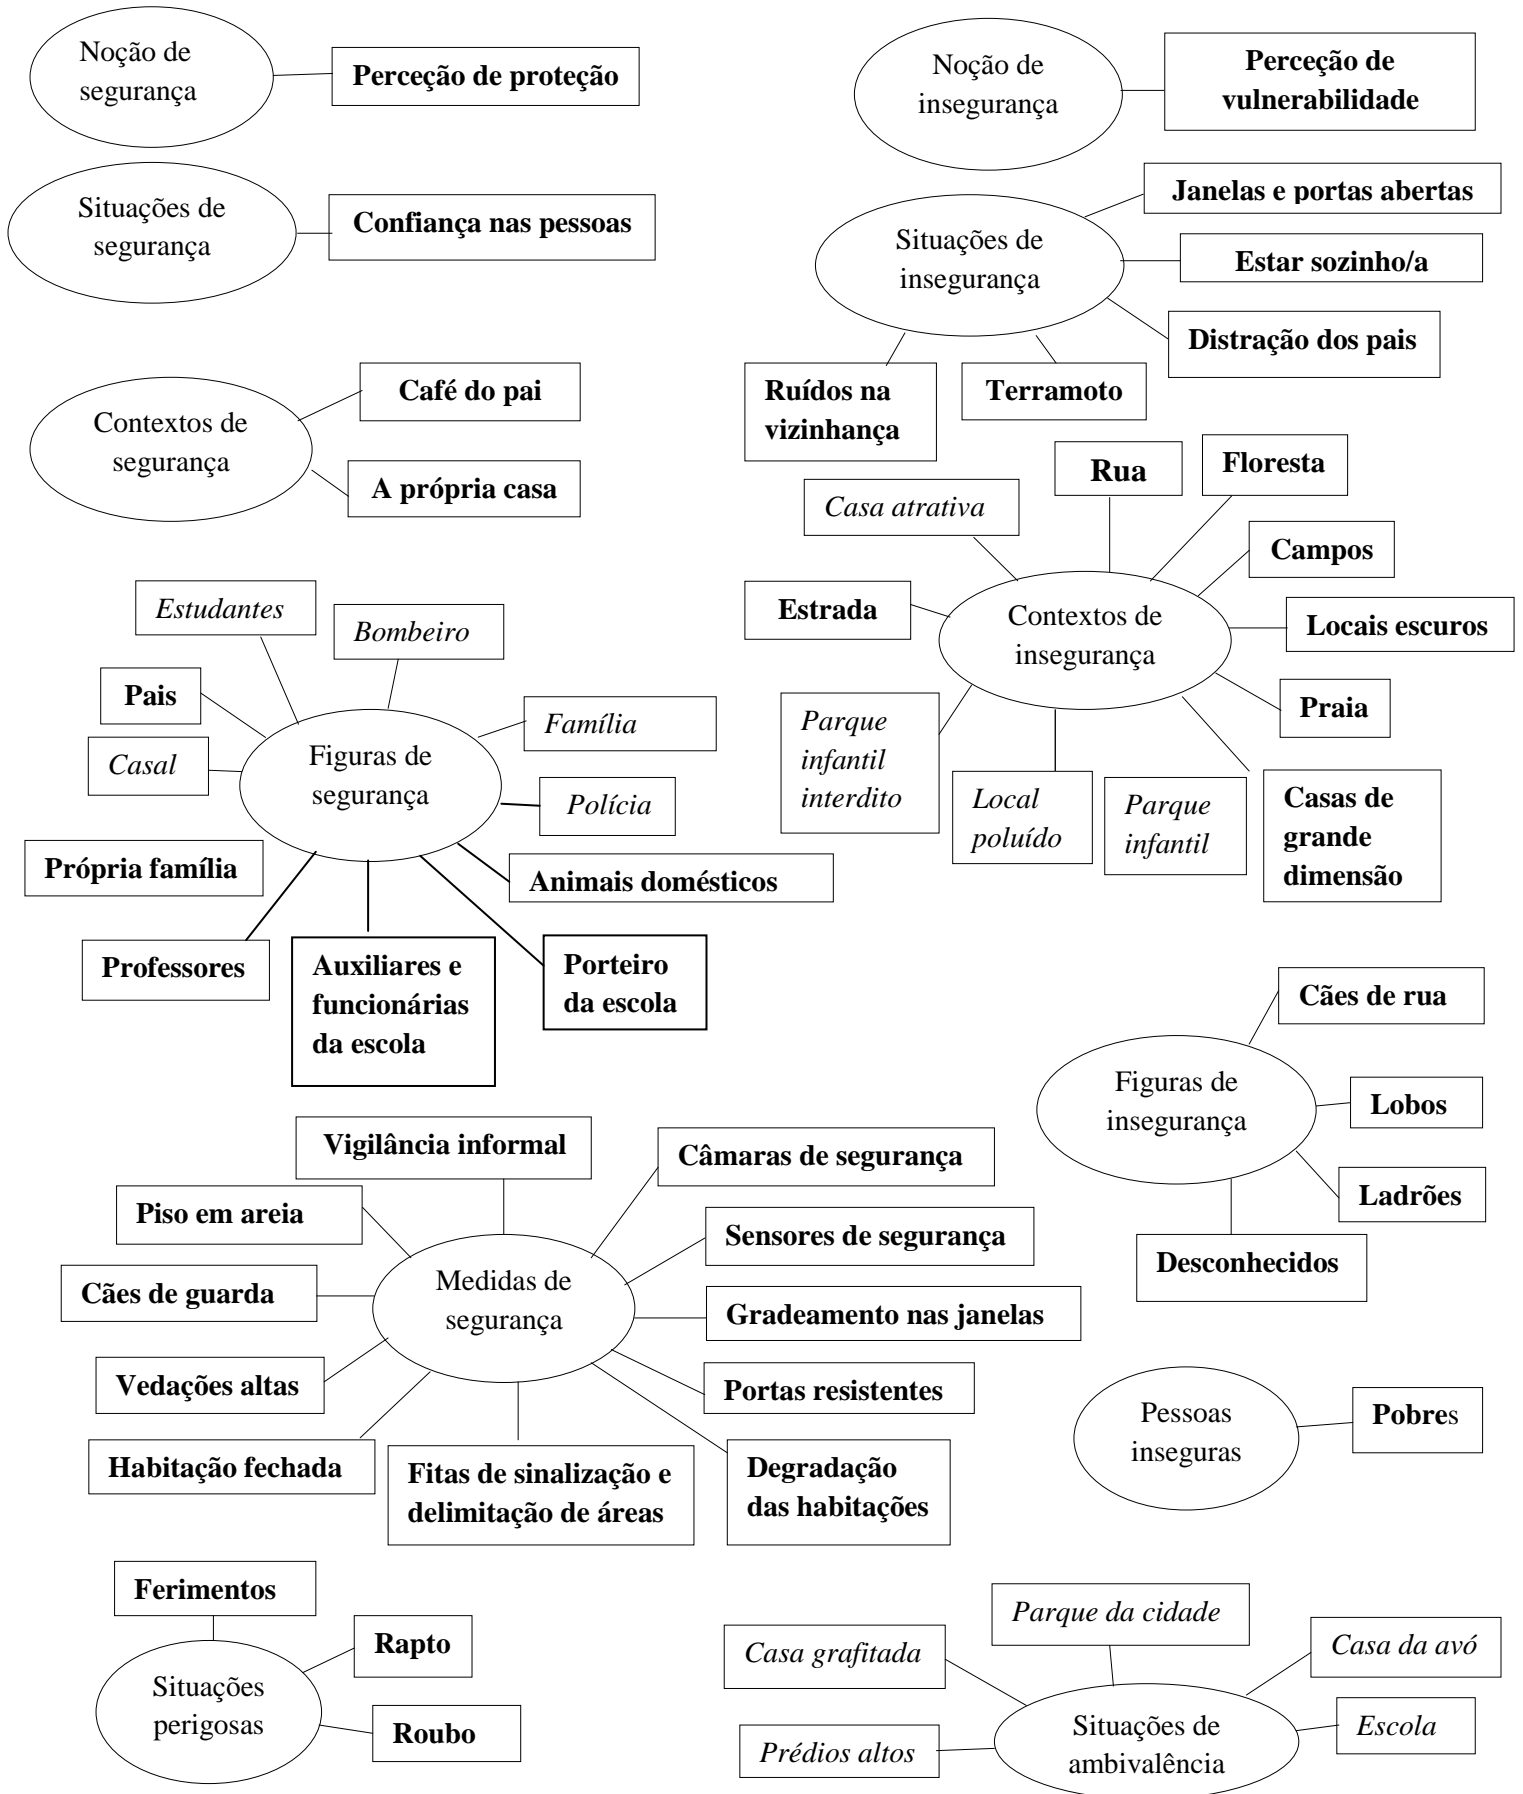 Noção de
segurança
Perceção de proteção
Noção de
insegurança
Perceção de
vulnerabilidade
Situações de
segurança
Confiança nas pessoas
Situações de
insegurança
Janelas e portas abertas
Estar sozinho/a
Distração dos pais
Terramoto
Ruídos na
vizinhança
Contextos de
segurança
Café do pai
A própria casa
Contextos de
insegurança
Casa atrativa
Rua
Floresta
Campos
Locais escuros
Praia
Casas de
grande
dimensão
Parque
infantil
Local
poluído
Parque
infantil
interdito
Estrada
Figuras de
segurança
Estudantes
Bombeiro
Família
Polícia
Animais domésticos
Porteiro
da escola
Auxiliares e
funcionárias
da escola
Professores
Própria família
Casal
Pais
Figuras de
insegurança
Cães de rua
Lobos
Ladrões
Desconhecidos
Medidas de
segurança
Vigilância informal
Câmaras de segurança
Sensores de segurança
Gradeamento nas janelas
Portas resistentes
Degradação
das habitações
Fitas de sinalização e
delimitação de áreas
Habitação fechada
Vedações altas
Cães de guarda
Piso em areia
Pessoas
inseguras
Pobres
Situações
perigosas
Ferimentos
Rapto
Roubo
Situações de
ambivalência
Casa grafitada
Parque da cidade
Casa da avó
Escola
Prédios altos